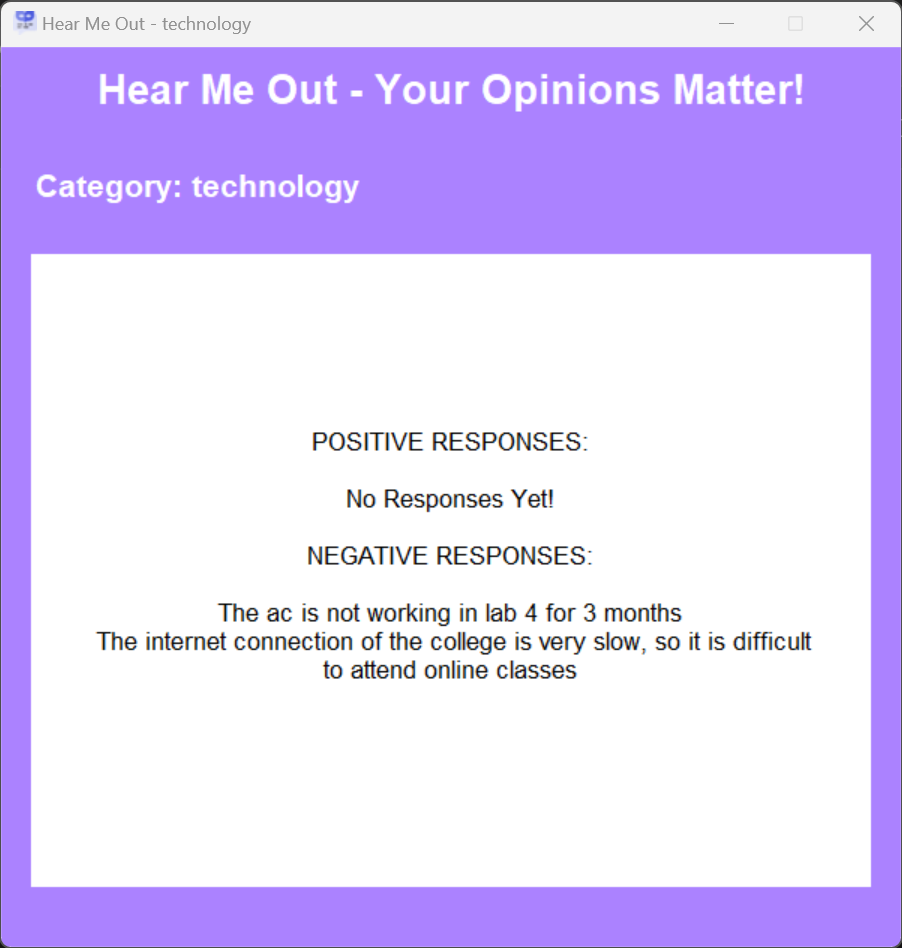 Hear Me Out - technology
Hear Me Out - Your Opinions Matter!
Category: technology
POSITIVE RESPONSES:
No Responses Yet!
NEGATIVE RESPONSES:
The ac is not working in lab 4 for 3 months
The internet connection of the college is very slow, so it is difficult
to attend online classes